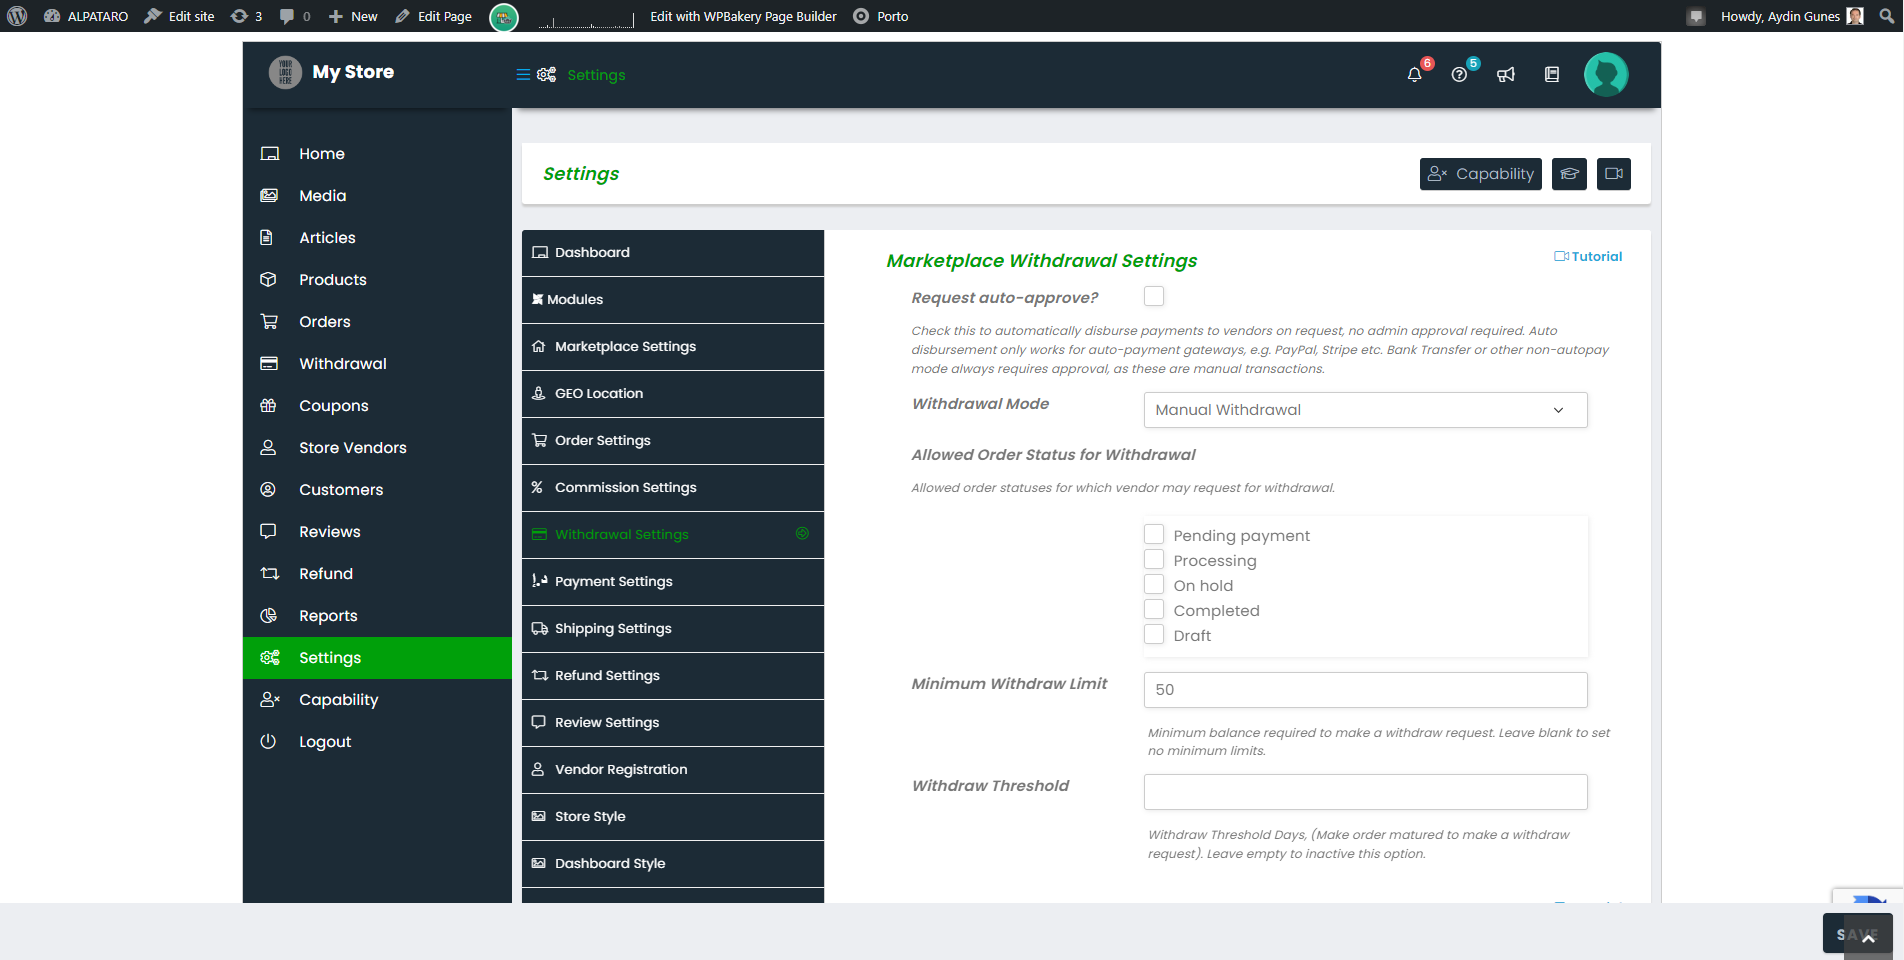 ALPATARO
Edit site
3
0
New
Edit Page
Edit with WPBakery Page Builder
Porto
Howdy, Aydin Gunes
YOUR LOGO HERE
My Store
Settings
6
5
Home
Media
Articles
Products
Orders
Withdrawal
Coupons
Store Vendors
Customers
Reviews
Refund
Reports
Settings
Capability
Logout
Settings
Capability
Dashboard
Modules
Marketplace Settings
GEO Location
Order Settings
Commission Settings
Withdrawal Settings
Payment Settings
Shipping Settings
Refund Settings
Review Settings
Vendor Registration
Store Style
Dashboard Style
Marketplace Withdrawal Settings
Tutorial
Request auto-approve?
Check this to automatically disburse payments to vendors on request, no admin approval required. Auto
disbursement only works for auto-payment gateways, e.g. PayPal, Stripe etc. Bank Transfer or other non-autopay
mode always requires approval, as these are manual transactions.
Withdrawal Mode
Manual Withdrawal
Allowed Order Status for Withdrawal
Allowed order statuses for which vendor may request for withdrawal.
Pending payment
Processing
On hold
Completed
Draft
Minimum Withdraw Limit
50
Minimum balance required to make a withdraw request. Leave blank to set
no minimum limits.
Withdraw Threshold
Withdraw Threshold Days, (Make order matured to make a withdraw
request). Leave empty to inactive this option.
SAVE